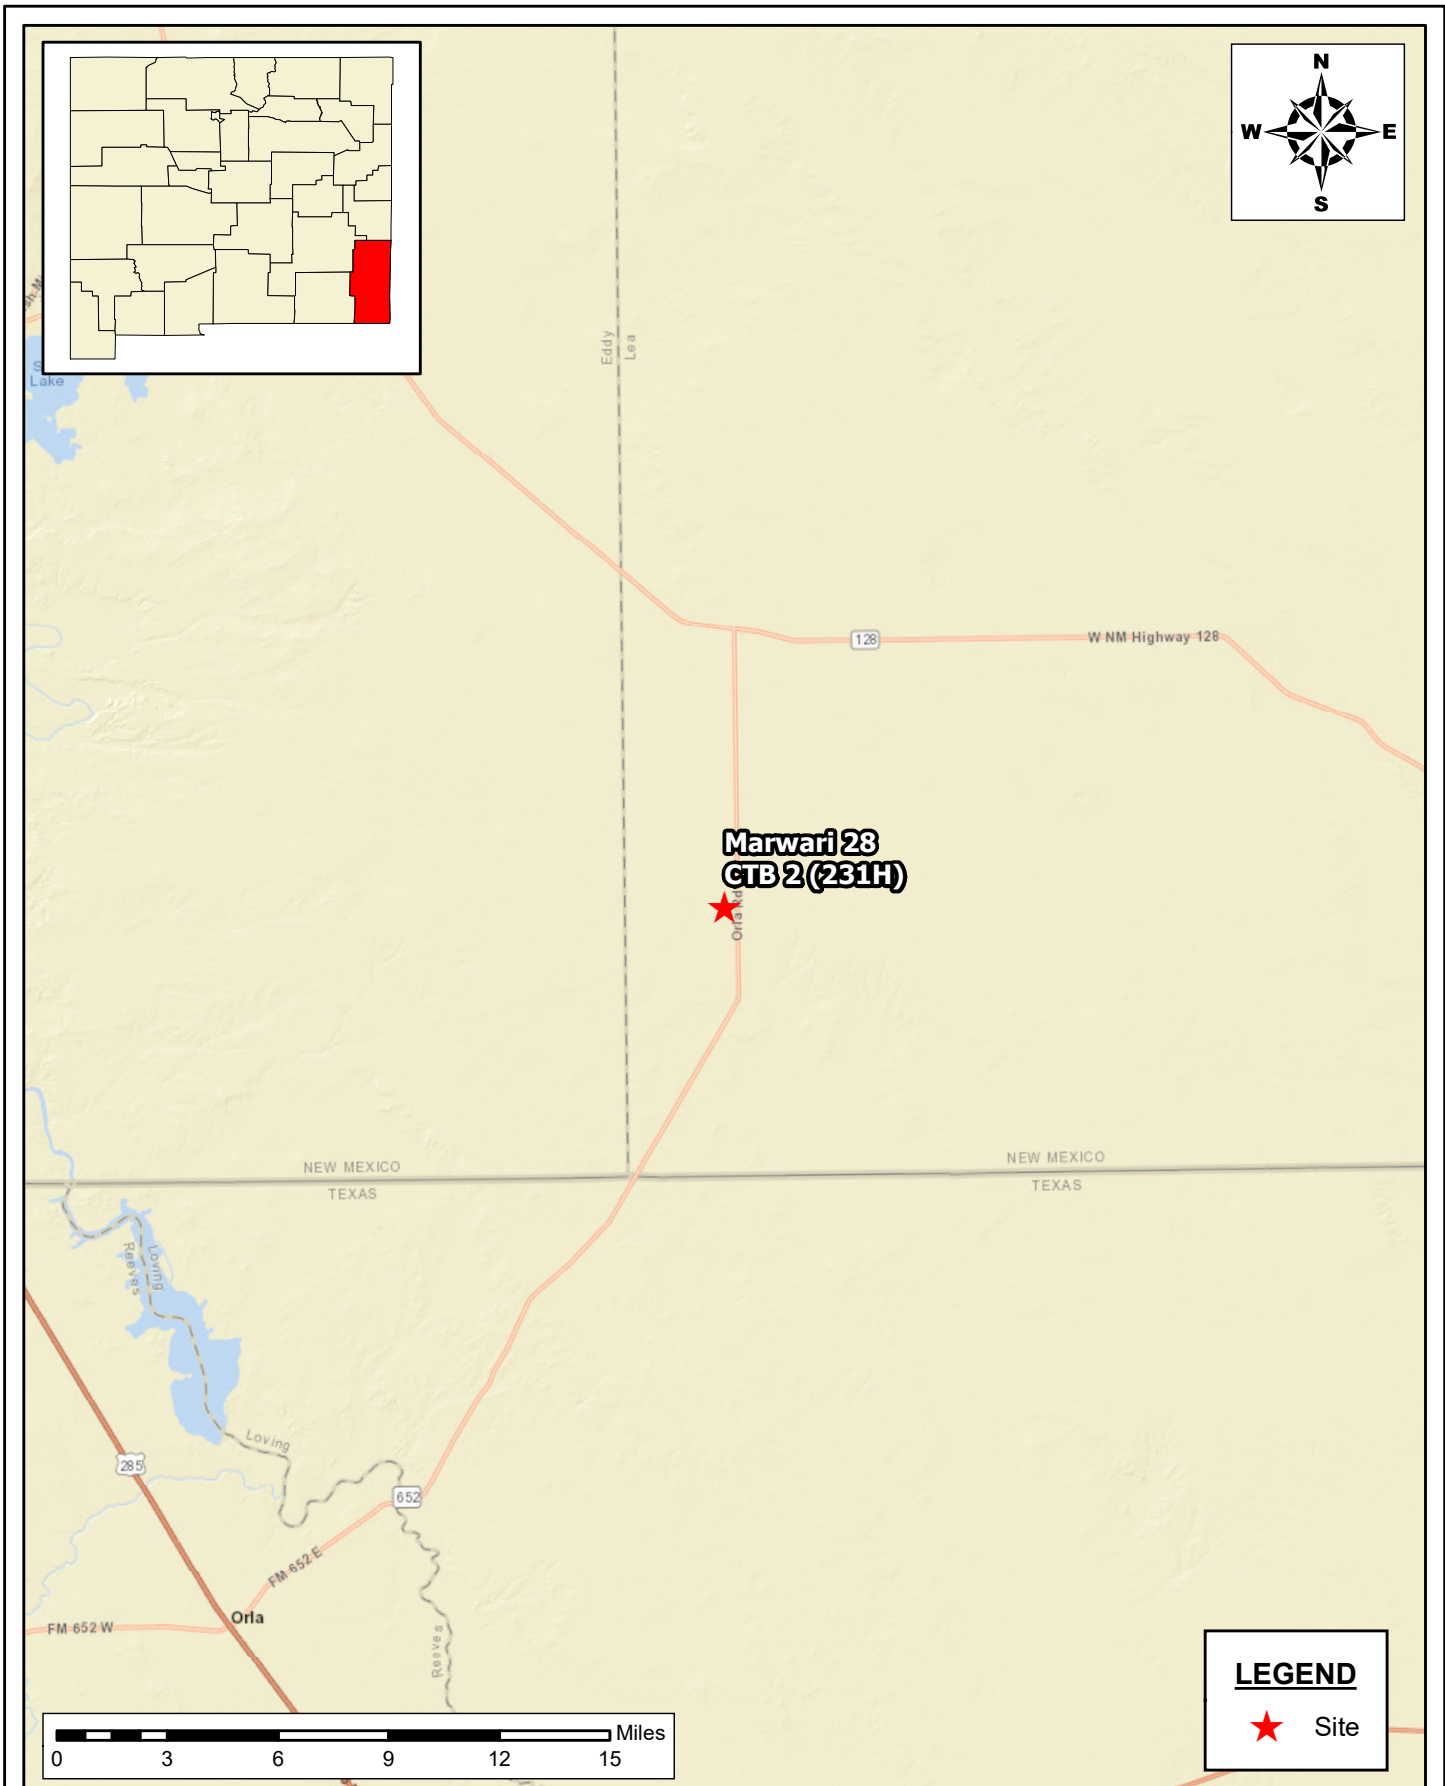 N
W E
S
Lake
Eddy
Lea
128
W NM Highway 128
Marwari 28
CTB 2 (231H)
Orla Rd
NEW MEXICO
TEXAS
NEW MEXICO
TEXAS
Loving
Reeves
Loving
285
652
FM 652 E
Orla
FM 652 W
Reeves
LEGEND
Site
Miles
0 3 6 9 12 15